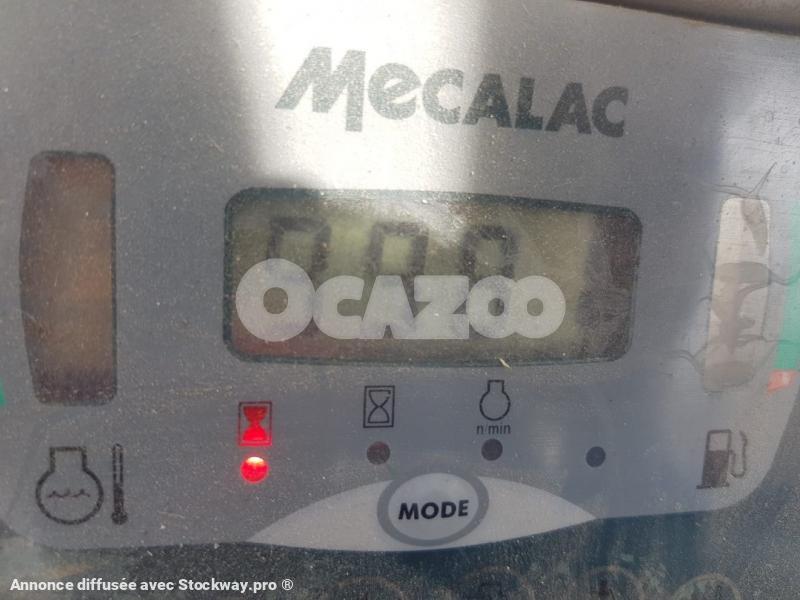 MECALAC
OCAZOO
n/min
MODE
Annonce diffusée avec Stockway.pro ®